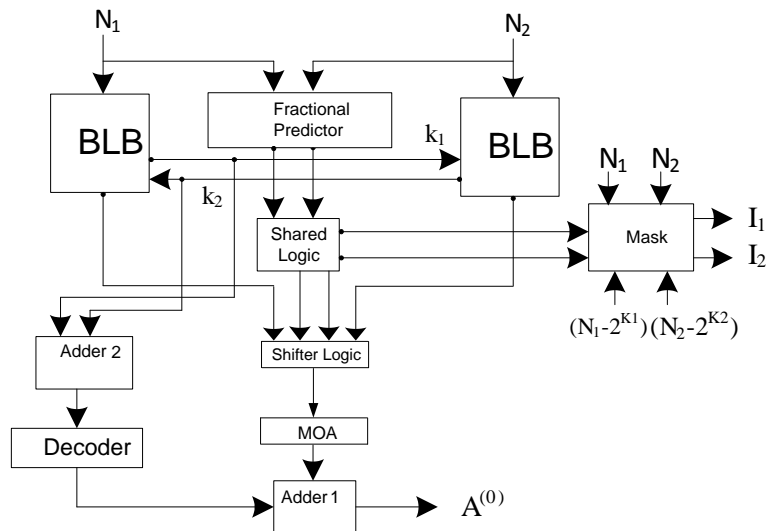 N₁
N₂
Fractional
Predictor
BLB
BLB
k₁
k₂
N₁
N₂
Shared
Logic
Mask
I₁
I₂
(N₁-2ᴷ¹)
(N₂-2ᴷ²)
Adder 2
Shifter Logic
Decoder
MOA
Adder 1
A⁽⁰⁾